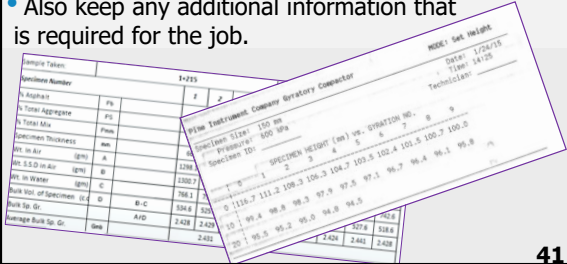 • Also keep any additional information that
is required for the job.
Sample Taken: 1+215
Specimen Number 1 2
% Asphalt Pb
% Total Aggregate PS
% Total Mix Pmm
Specimen Thickness mm
Wt. In Air (gm) A 1298.
Wt. S.S.D in Air (gm) B 1300.7
Wt. in Water (gm) C 766.1
Bulk Vol. of Specimen (c.c) D B-C 534.6 525
Bulk Sp. Gr. A/D 2.428 2.429
Average Bulk Sp. Gr. Gmb 2.431
742.6
527.6 518.6
2.424 2.441 2.428
Pine Instrument Company Gyratory Compactor
MODE: Set Height
Specimen Size: 150 mm Date: 1/24/15
Pressure: 600 kPa Time: 14:25
Specimen ID: Technician:
SPECIMEN HEIGHT (mm) vs. GYRATION NO.
0 1 2 3 4 5 6 7 8 9
0 116.7 111.2 108.3 106.3 104.7 103.5 102.4 101.5 100.7 100.0
10 99.4 98.8 98.3 97.9 97.5 97.1 96.7 96.4 96.1 95.8
20 95.5 95.2 95.0 94.8 94.5
41